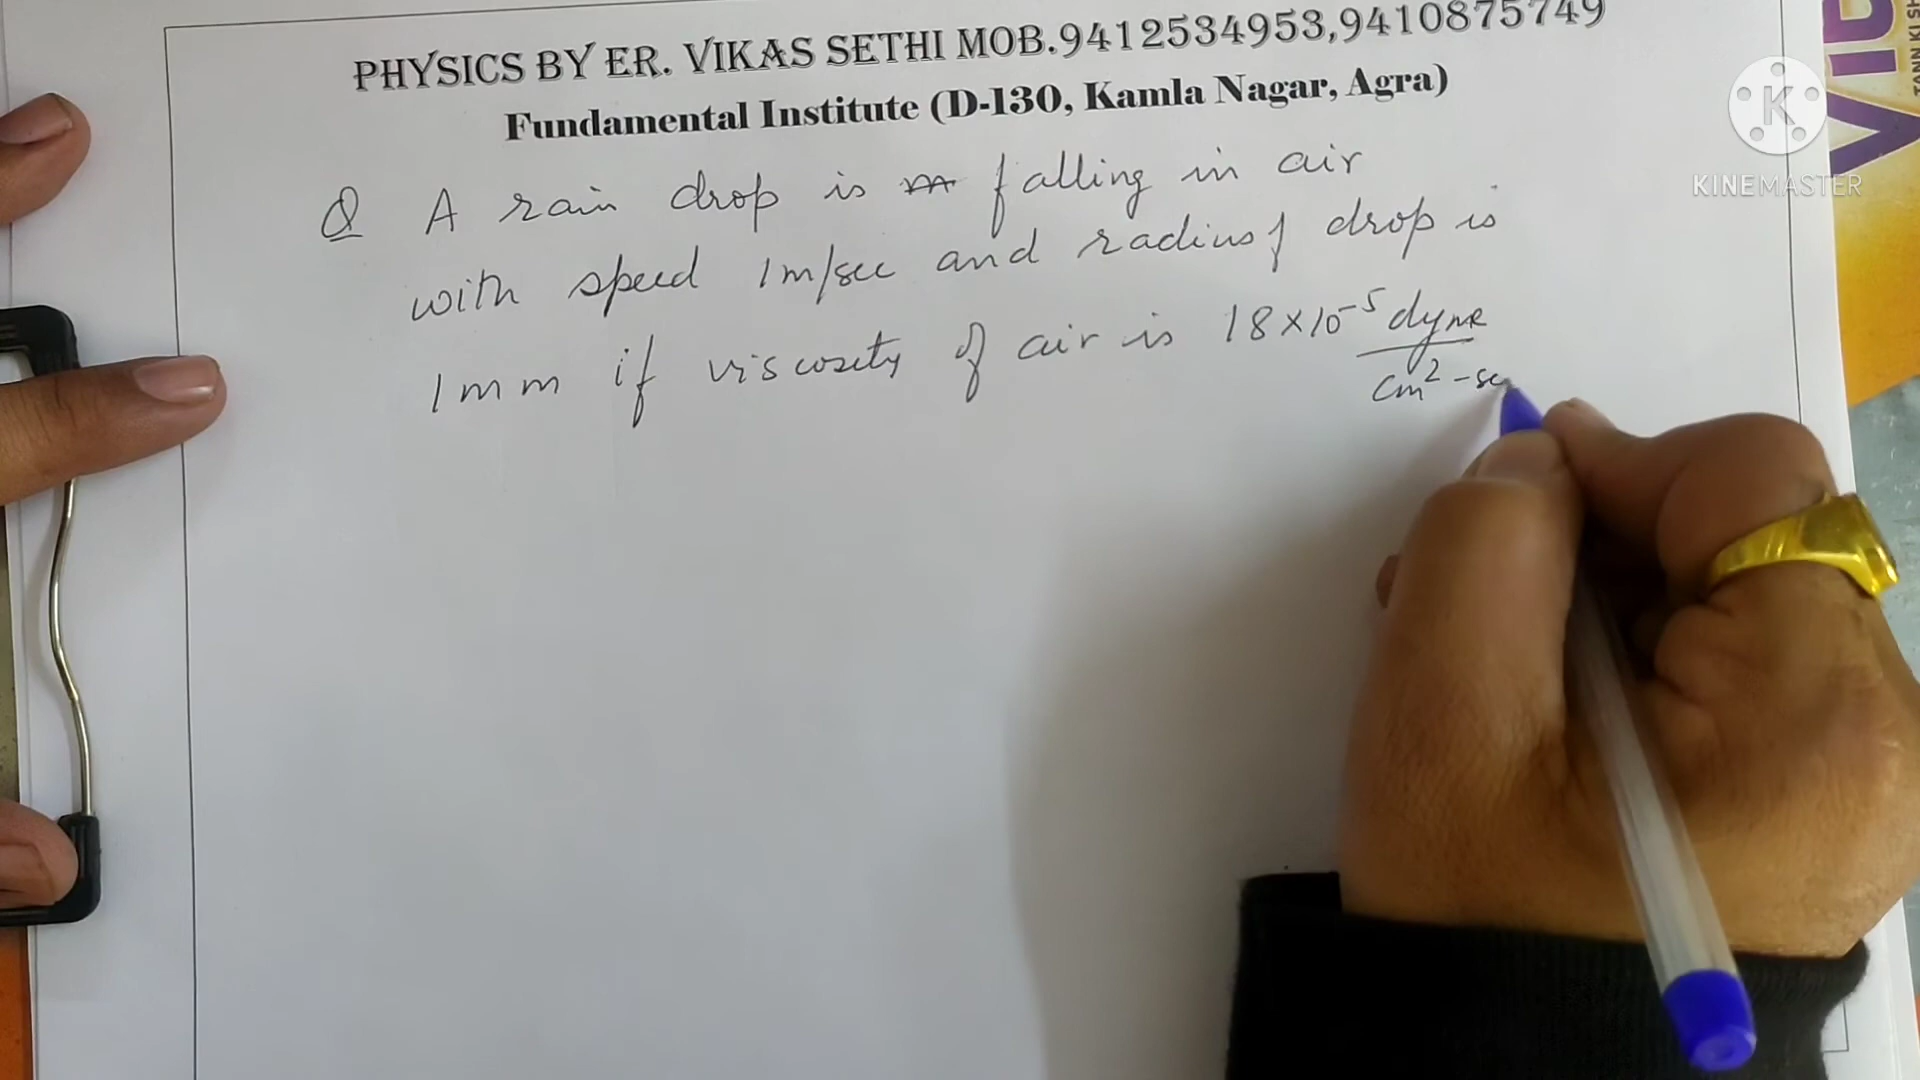 PHYSICS BY ER. VIKAS SETHI MOB.9412534953,9410875749
Fundamental Institute (D-130, Kamla Nagar, Agra)
KINEMASTER
Q A rain drop is falling in air
with speed 1m/sec and radius of drop is
1mm if viscosity of air is 18×10⁻⁵ dyne
cm² - sec